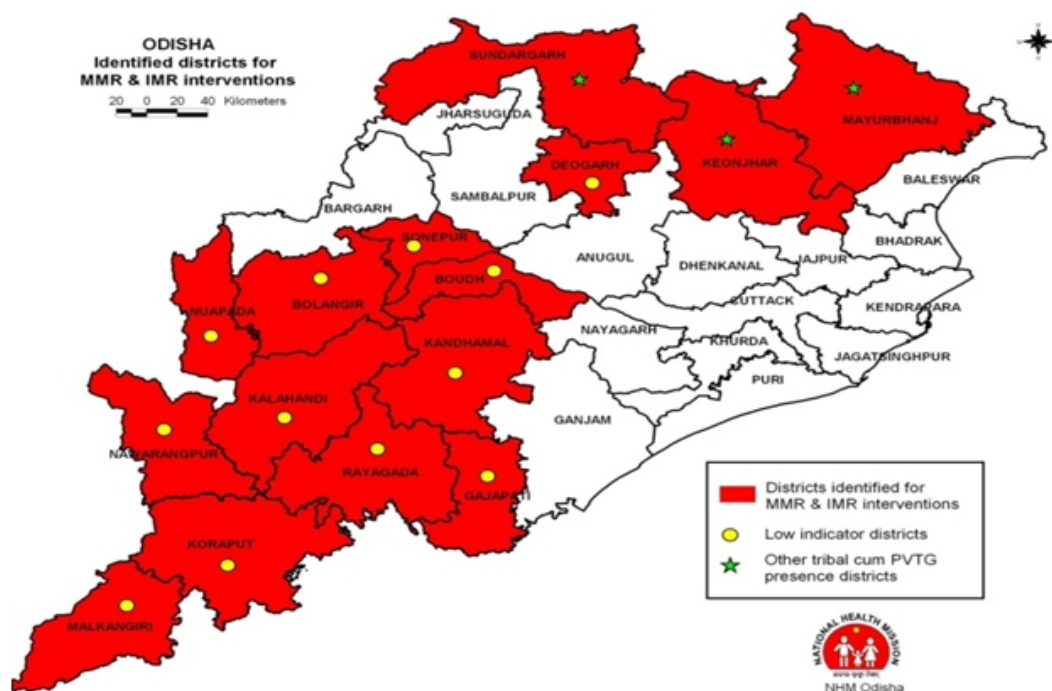 ODISHA
Identified districts for
MMR & IMR interventions
20 0 20 40 Kilometers
SUNDARGARH
MAYURBHANJ
JHARSUGUDA
KEONJHAR
DEOGARH
BALESWAR
SAMBALPUR
BARGARH
SONEPUR
BHADRAK
ANUGUL
DHENKANAL
JAJPUR
BOUDH
BOLANGIR
NUAPADA
CUTTACK
KENDRAPARA
NAYAGARH
KHURDA
KANDHAMAL
JAGATSINGHPUR
PURI
KALAHANDI
GANJAM
NAWARANGPUR
RAYAGADA
GAJAPATI
KORAPUT
MALKANGIRI
Districts identified for
MMR & IMR interventions
Low indicator districts
Other tribal cum PVTG
presence districts
NATIONAL HEALTH MISSION
NHM Odisha